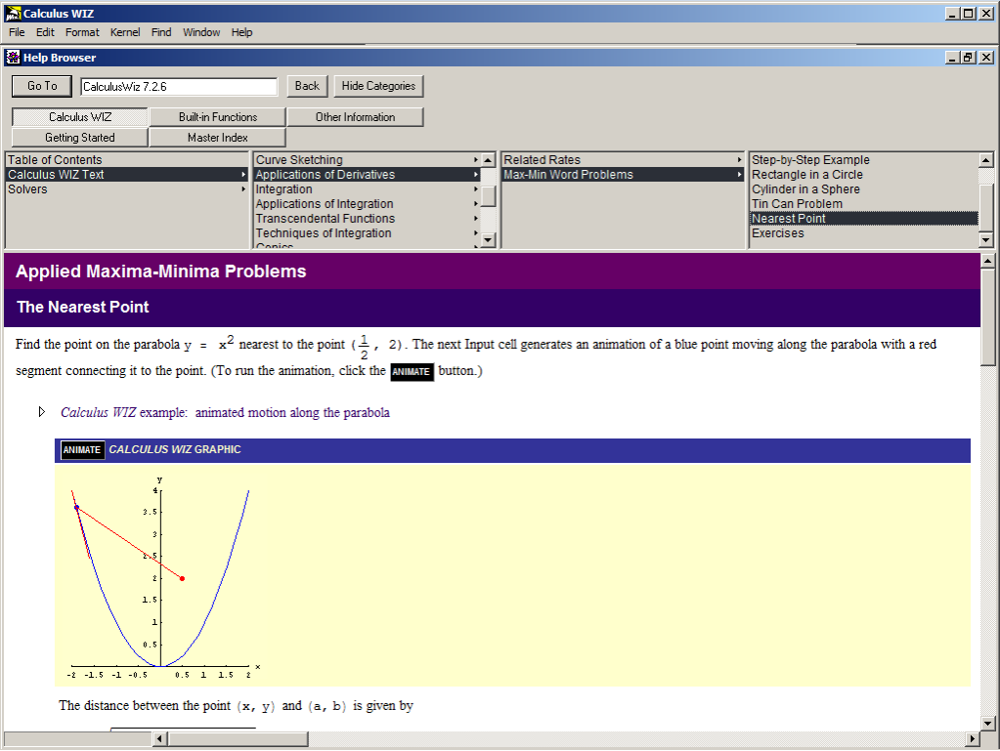 Calculus WIZ
File Edit Format Kernel Find Window Help
Help Browser
Go To CalculusWiz 7.2.6 Back Hide Categories
Calculus WIZ Built-in Functions Other Information
Getting Started Master Index
Table of Contents
Calculus WIZ Text
Solvers
Curve Sketching
Applications of Derivatives
Integration
Applications of Integration
Transcendental Functions
Techniques of Integration
Conics
Related Rates
Max-Min Word Problems
Step-by-Step Example
Rectangle in a Circle
Cylinder in a Sphere
Tin Can Problem
Nearest Point
Exercises
Applied Maxima-Minima Problems
The Nearest Point
Find the point on the parabola y = x² nearest to the point (1/2, 2). The next Input cell generates an animation of a blue point moving along the parabola with a red
segment connecting it to the point. (To run the animation, click the ANIMATE button.)
Calculus WIZ example: animated motion along the parabola
ANIMATE CALCULUS WIZ GRAPHIC
y
4
3.5
3
2.5
2
1.5
1
0.5
-2 -1.5 -1 -0.5 0.5 1 1.5 2 x
The distance between the point (x, y) and (a, b) is given by